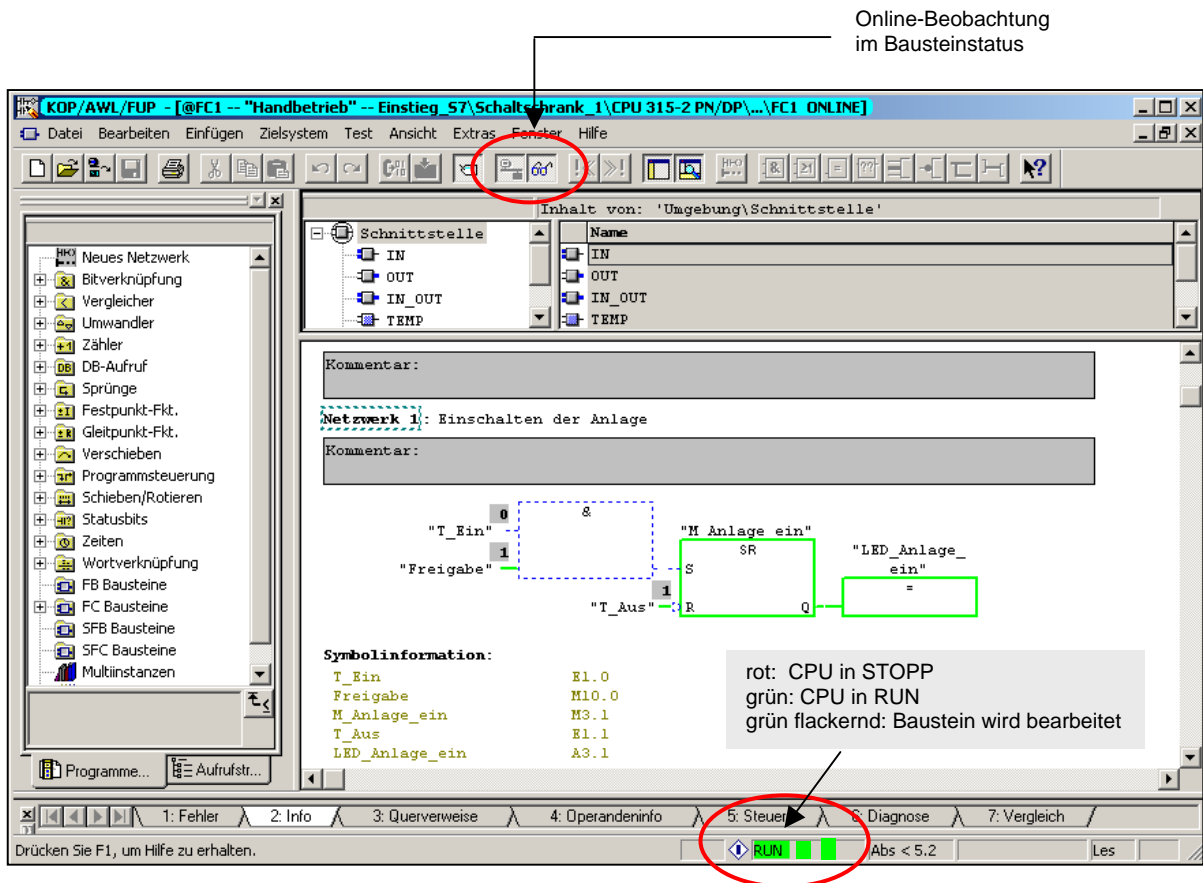 Online-Beobachtung
im Bausteinstatus
KOP/AWL/FUP - [@FC1 -- "Handbetrieb" -- Einstieg_S7\Schaltschrank_1\CPU 315-2 PN/DP\...\FC1 ONLINE]
Datei Bearbeiten Einfügen Zielsystem Test Ansicht Extras Fenster Hilfe
Inhalt von: 'Umgebung\Schnittstelle'
Schnittstelle
IN
OUT
IN_OUT
TEMP
Name
IN
OUT
IN_OUT
TEMP
Neues Netzwerk
Bitverknüpfung
Vergleicher
Umwandler
Zähler
DB-Aufruf
Sprünge
Festpunkt-Fkt.
Gleitpunkt-Fkt.
Verschieben
Programmsteuerung
Schieben/Rotieren
Statusbits
Zeiten
Wortverknüpfung
FB Bausteine
FC Bausteine
SFB Bausteine
SFC Bausteine
Multiinstanzen
Programme...
Aufrufstr...
Kommentar:
Netzwerk 1: Einschalten der Anlage
Kommentar:
0
&
"T_Ein"
1
"Freigabe"
"M_Anlage_ein"
SR
S
1
"T_Aus"
R
Q
"LED_Anlage_
ein"
=
Symbolinformation:
T_Ein E1.0
Freigabe M10.0
M_Anlage_ein M3.1
T_Aus E1.1
LED_Anlage_ein A3.1
rot: CPU in STOPP
grün: CPU in RUN
grün flackernd: Baustein wird bearbeitet
1: Fehler 2: Info 3: Querverweise 4: Operandeninfo 5: Steuer 6: Diagnose 7: Vergleich
Drücken Sie F1, um Hilfe zu erhalten. RUN Abs < 5.2 Les